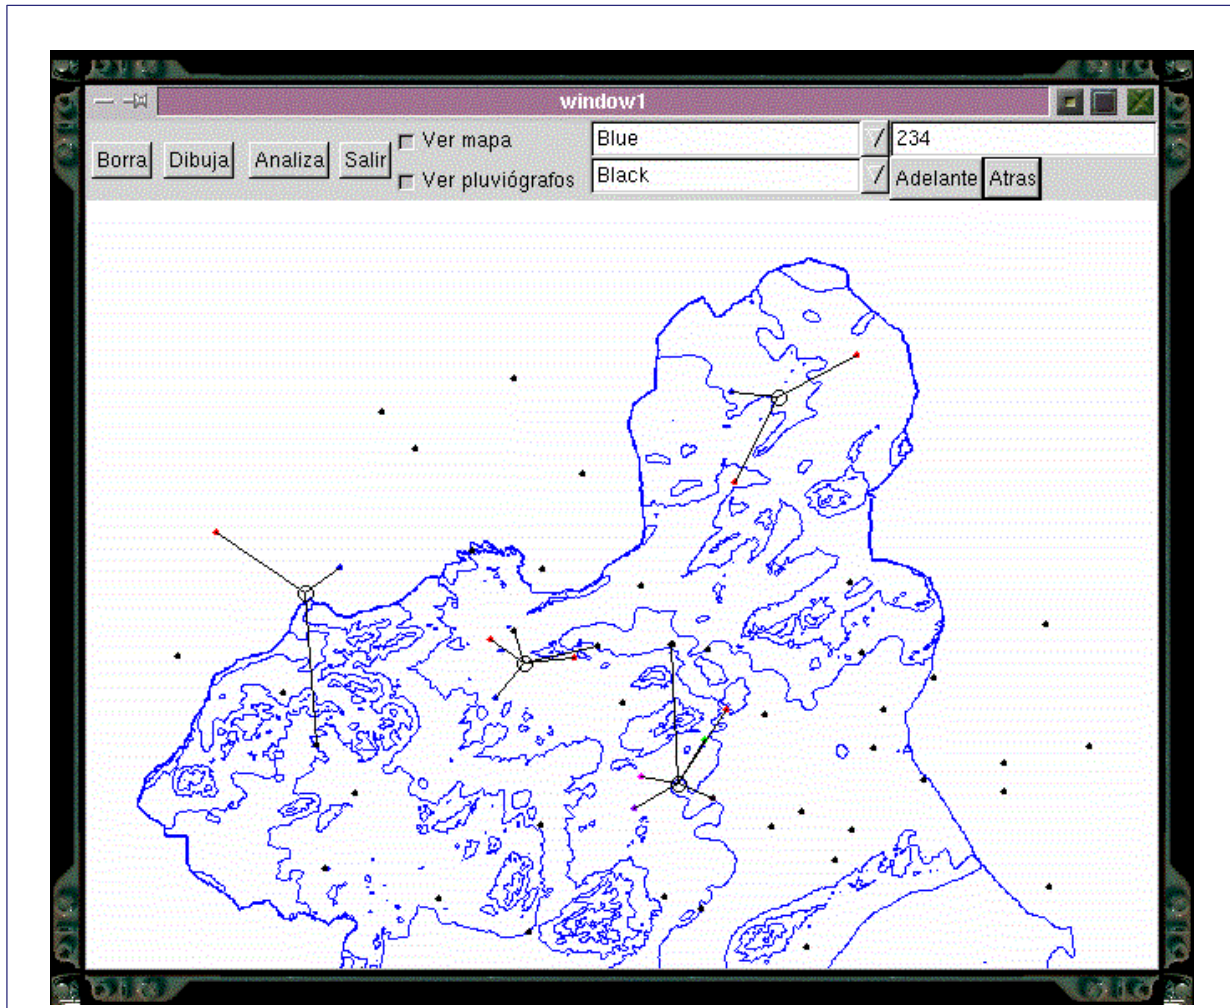 window1
Borra Dibuja Analiza Salir
Ver mapa
Ver pluviógrafos
Blue
Black
234
Adelante Atras